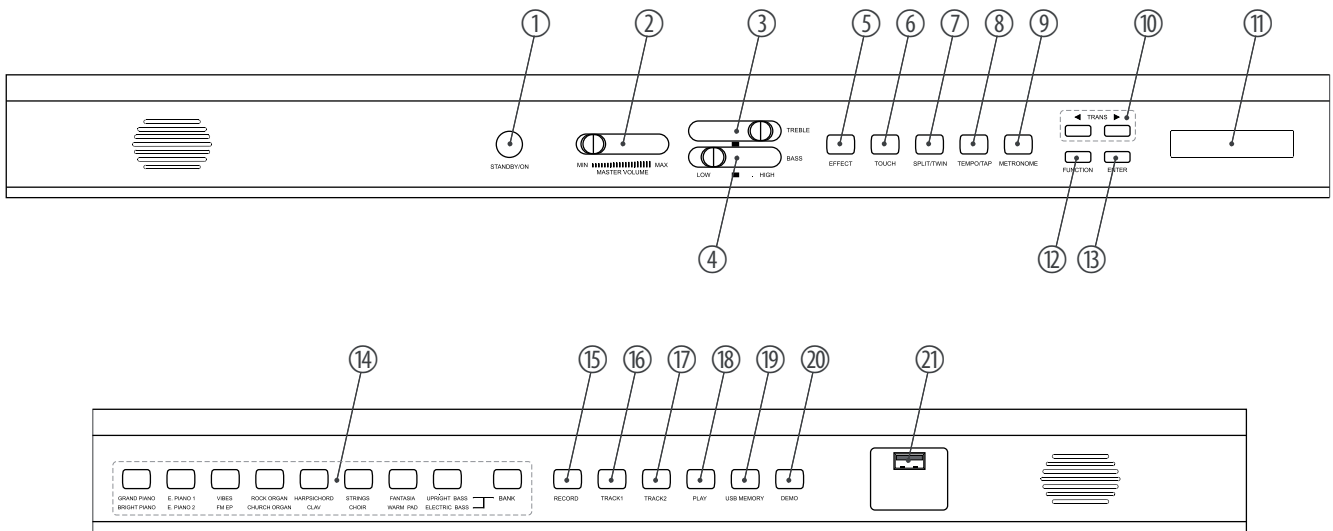 ① ② ③ ⑤ ⑥ ⑦ ⑧ ⑨ ⑩ ⑪
◀ TRANS ▶
TREBLE
STANDBY/ON
MIN MAX
MASTER VOLUME
BASS
LOW . HIGH
EFFECT TOUCH SPLIT/TWIN TEMPO/TAP METRONOME
FUNCTION ENTER
④ ⑫ ⑬
⑭ ⑮ ⑯ ⑰ ⑱ ⑲ ⑳ ㉑
GRAND PIANO E. PIANO 1 VIBES ROCK ORGAN HARPSICHORD STRINGS FANTASIA UPRIGHT BASS BANK
BRIGHT PIANO E. PIANO 2 FM EP CHURCH ORGAN CLAV CHOIR WARM PAD ELECTRIC BASS
RECORD TRACK1 TRACK2 PLAY USB MEMORY DEMO